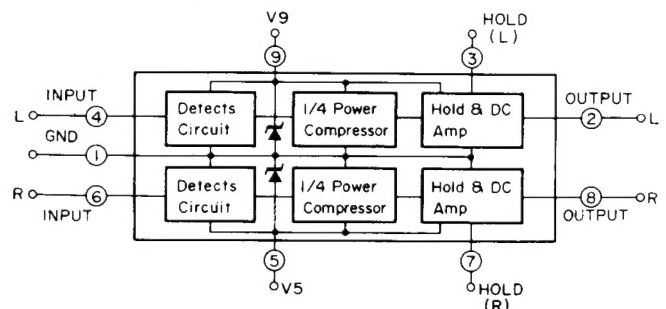 V9
HOLD
(L)
9
3
INPUT
OUTPUT
L
4
Detects
Circuit
1/4 Power
Compressor
Hold & DC
Amp
2
L
GND
1
R
6
Detects
Circuit
1/4 Power
Compressor
Hold & DC
Amp
8
R
INPUT
OUTPUT
5
7
V5
HOLD
(R)